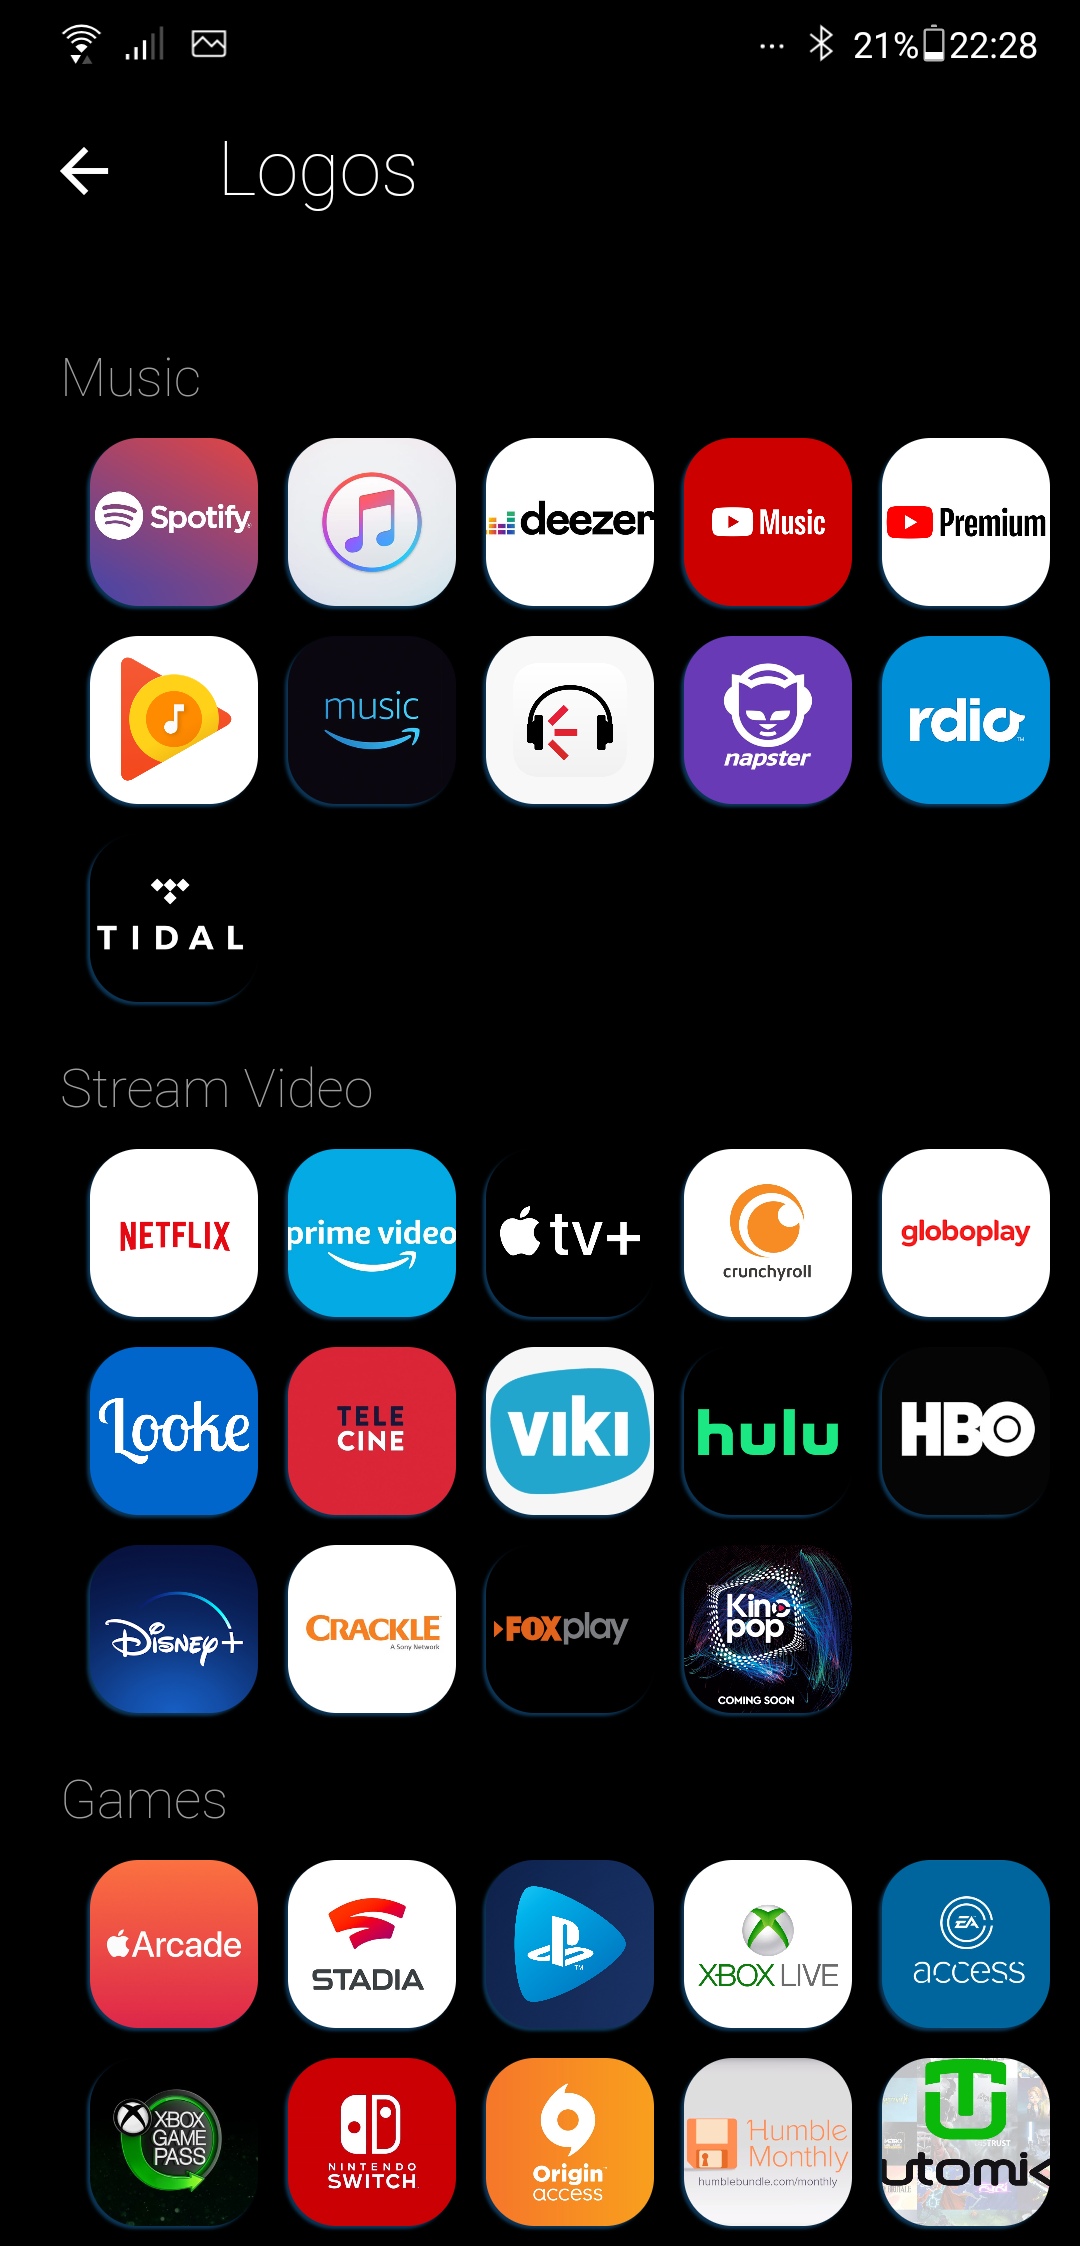 21% 22:28
Logos
Music
Spotify
deezer
Music
Premium
music
napster
rdio
TIDAL
Stream Video
NETFLIX
prime video
tv+
crunchyroll
globoplay
Looke
TELE
CINE
VIKI
hulu
HBO
Disney+
CRACKLE
A Sony Network
FOXplay
Kino
pop
COMING SOON
Games
Arcade
STADIA
XBOX LIVE
EA
access
XBOX
GAME
PASS
NINTENDO
SWITCH
Origin
access
Humble
Monthly
humblebundle.com/monthly
utomik